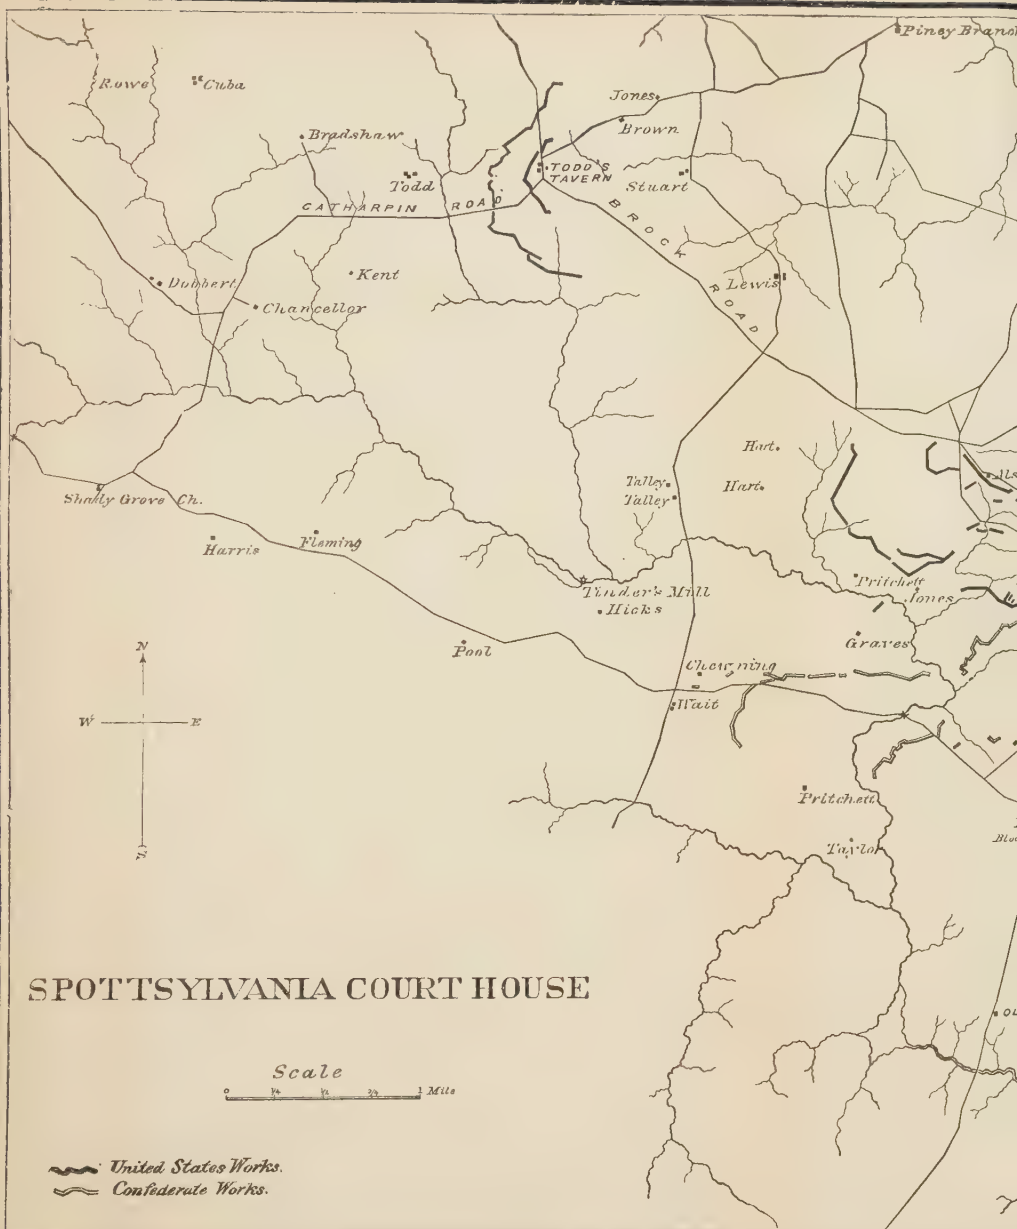 Piney Branch
Rowe
Cuba
Jones
Brown
Bradshaw
TODD'S
TAVERN
Todd
Stuart
CATHARPIN ROAD
BROCK ROAD
Kent
Dobbert
Lewis
Chancellor
Hart
Als
Talley
Hart
Talley
Shady Grove Ch.
Harris
Fleming
Pritchett
Tinder's Mill
Jones
Hicks
Graves
Pool
Chewning
Wait
N
W E
S
Pritchett
Taylor
Blo
SPOTTSYLVANIA COURT HOUSE
OL
Scale
0 1/4 1/2 3/4 1 Mile
United States Works.
Confederate Works.